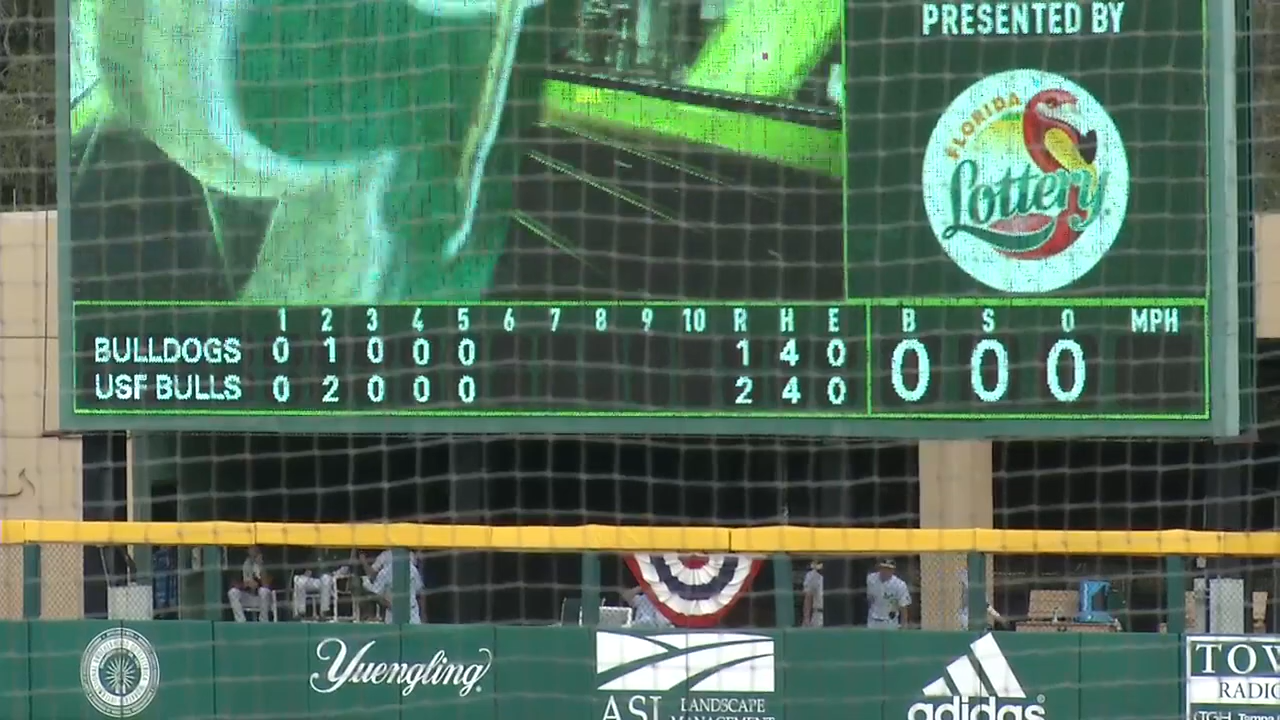 PRESENTED BY
FLORIDA
Lottery
1 2 3 4 5 6 7 8 9 10 R H E B S O MPH
BULLDOGS 0 1 0 0 0 1 4 0 0 0 0
USF BULLS 0 2 0 0 0 2 4 0
Yuengling
ASI LANDSCAPE
MANAGEMENT
adidas
TOW
RADIO